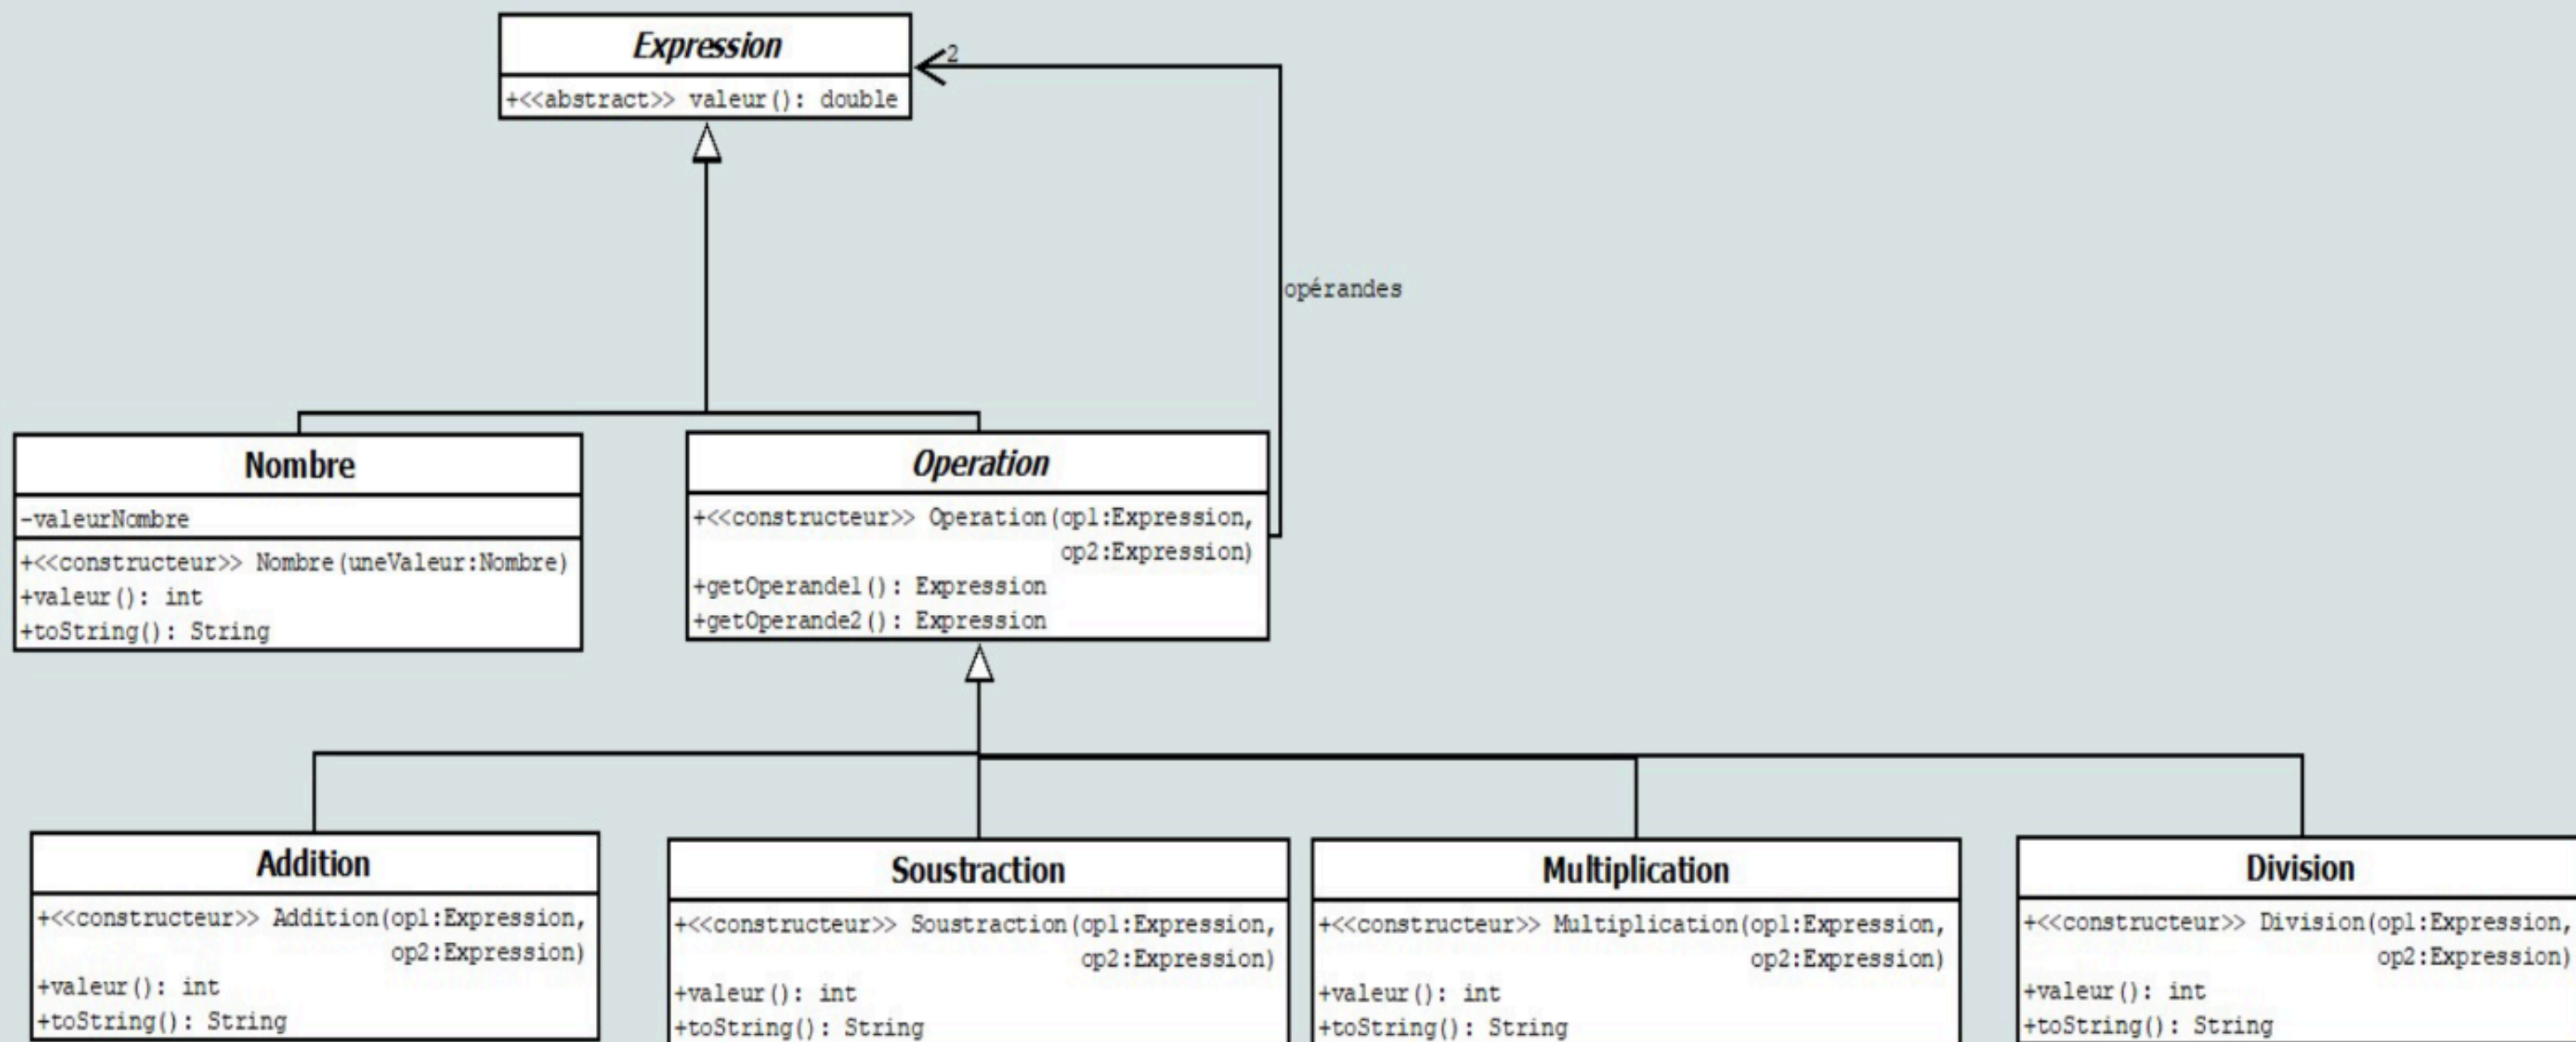 Expression
2
+<<abstract>> valeur(): double
opérandes
Nombre
-valeurNombre
+<<constructeur>> Nombre(uneValeur:Nombre)
+valeur(): int
+toString(): String
Operation
+<<constructeur>> Operation(op1:Expression,
op2:Expression)
+getOperande1(): Expression
+getOperande2(): Expression
Addition
+<<constructeur>> Addition(op1:Expression,
op2:Expression)
+valeur(): int
+toString(): String
Soustraction
+<<constructeur>> Soustraction(op1:Expression,
op2:Expression)
+valeur(): int
+toString(): String
Multiplication
+<<constructeur>> Multiplication(op1:Expression,
op2:Expression)
+valeur(): int
+toString(): String
Division
+<<constructeur>> Division(op1:Expression,
op2:Expression)
+valeur(): int
+toString(): String